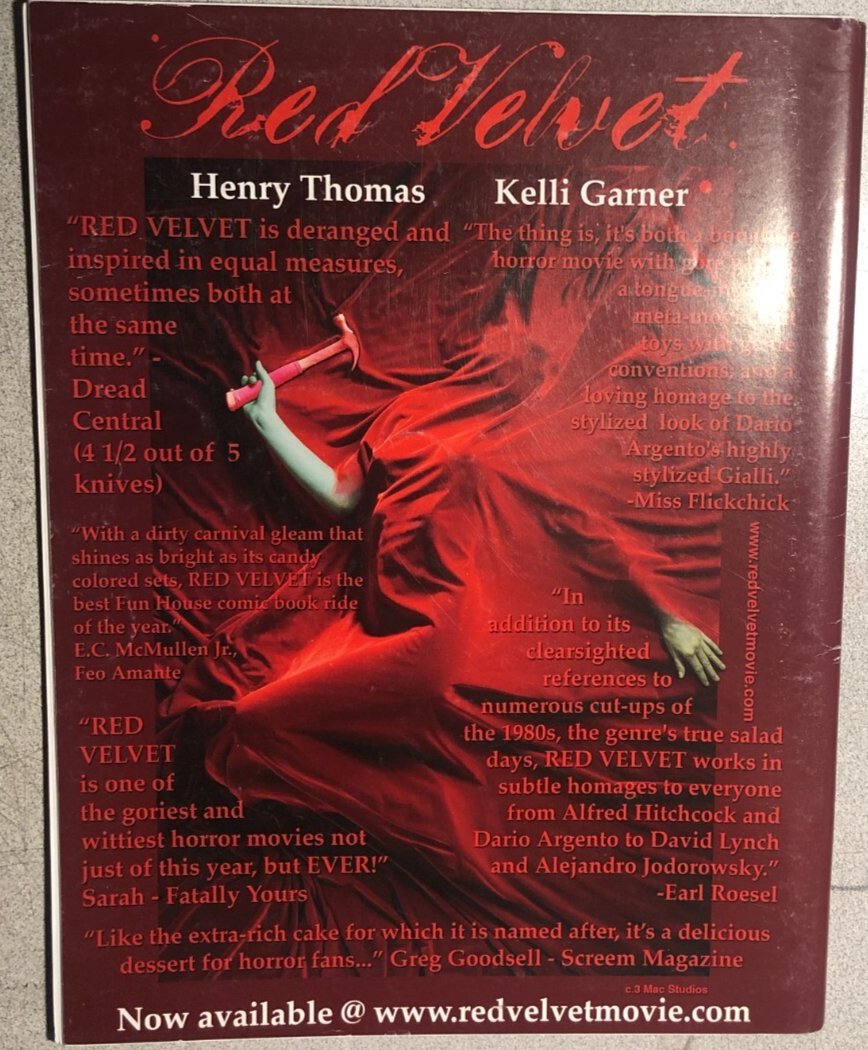 Red Velvet
Henry Thomas
Kelli Garner
“RED VELVET is deranged and
inspired in equal measures,
sometimes both at
the same
time.” -
Dread
Central
(4 1/2 out of 5
knives)
“The thing is, it's both a
horror movie with gore
a tongue
toys with
conventions, and a
loving homage to the
stylized look of Dario
Argento's highly
stylized Gialli.”
-Miss Flickchick
“With a dirty carnival gleam that
shines as bright as its candy
colored sets, RED VELVET is the
best Fun House comic book ride
of the year.”
E.C. McMullen Jr.,
Feo Amante
www.redvelvetmovie.com
“In
addition to its
clearsighted
references to
numerous cut-ups of
the 1980s, the genre's true salad
days, RED VELVET works in
subtle homages to everyone
from Alfred Hitchcock and
Dario Argento to David Lynch
and Alejandro Jodorowsky.”
-Earl Roesel
“RED
VELVET
is one of
the goriest and
wittiest horror movies not
just of this year, but EVER!”
Sarah - Fatally Yours
“Like the extra-rich cake for which it is named after, it’s a delicious
dessert for horror fans...” Greg Goodsell - Screem Magazine
c.3 Mac Studios
Now available @ www.redvelvetmovie.com